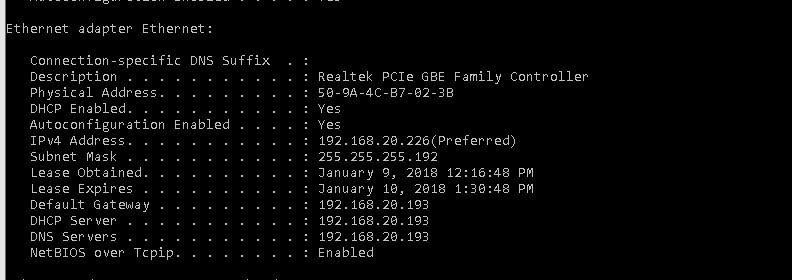 Ethernet adapter Ethernet:
Connection-specific DNS Suffix . :
Description . . . . . . . . . . . : Realtek PCIe GBE Family Controller
Physical Address. . . . . . . . . : 50-9A-4C-B7-02-3B
DHCP Enabled. . . . . . . . . . . : Yes
Autoconfiguration Enabled . . . . : Yes
IPv4 Address. . . . . . . . . . . : 192.168.20.226(Preferred)
Subnet Mask . . . . . . . . . . . : 255.255.255.192
Lease Obtained. . . . . . . . . . : January 9, 2018 12:16:48 PM
Lease Expires . . . . . . . . . . : January 10, 2018 1:30:48 PM
Default Gateway . . . . . . . . . : 192.168.20.193
DHCP Server . . . . . . . . . . . : 192.168.20.193
DNS Servers . . . . . . . . . . . : 192.168.20.193
NetBIOS over Tcpip. . . . . . . . : Enabled